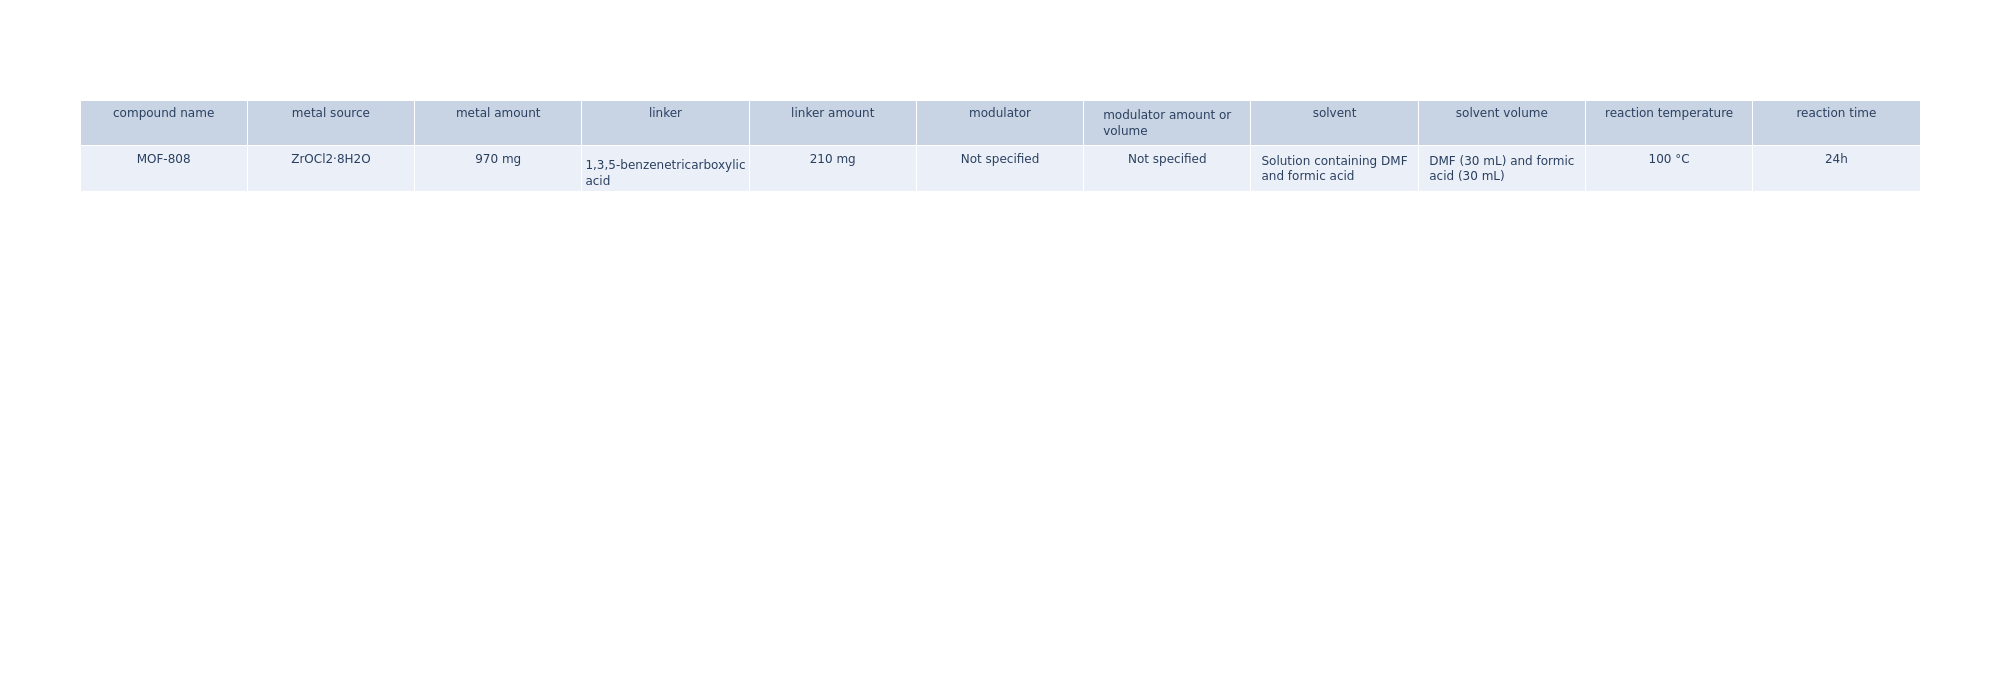 compound name
metal source
metal amount
linker
linker amount
modulator
modulator amount or
volume
solvent
solvent volume
reaction temperature
reaction time
MOF-808
ZrOCl2·8H2O
970 mg
1,3,5-benzenetricarboxylic
acid
210 mg
Not specified
Not specified
Solution containing DMF
and formic acid
DMF (30 mL) and formic
acid (30 mL)
100 °C
24h